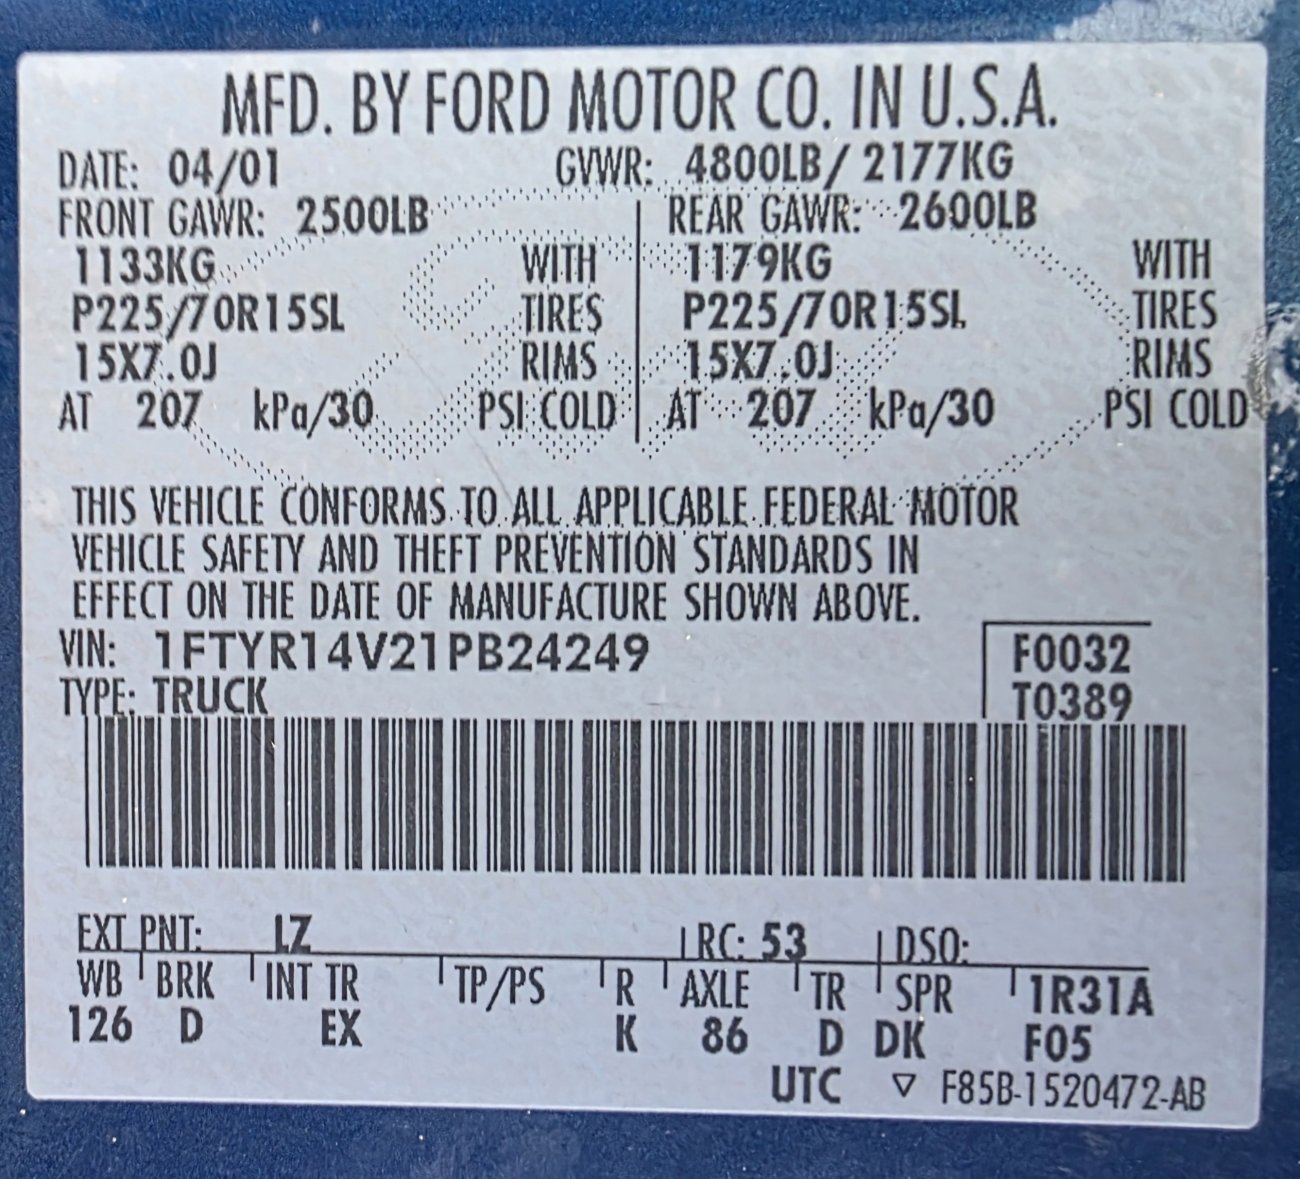 MFD. BY FORD MOTOR CO. IN U.S.A.
DATE: 04/01 GVWR: 4800LB/ 2177KG
FRONT GAWR: 2500LB REAR GAWR: 2600LB
1133KG WITH 1179KG WITH
P225/70R15SL TIRES P225/70R15SL TIRES
15X7.0J RIMS 15X7.0J RIMS
AT 207 kPa/30 PSI COLD AT 207 kPa/30 PSI COLD
THIS VEHICLE CONFORMS TO ALL APPLICABLE FEDERAL MOTOR
VEHICLE SAFETY AND THEFT PREVENTION STANDARDS IN
EFFECT ON THE DATE OF MANUFACTURE SHOWN ABOVE.
VIN: 1FTYR14V21PB24249 F0032
TYPE: TRUCK T0389
EXT PNT: LZ RC: 53 DSO:
WB BRK INT TR TP/PS R AXLE TR SPR 1R31A
126 D EX K 86 D DK F05
UTC ▽ F85B-1520472-AB